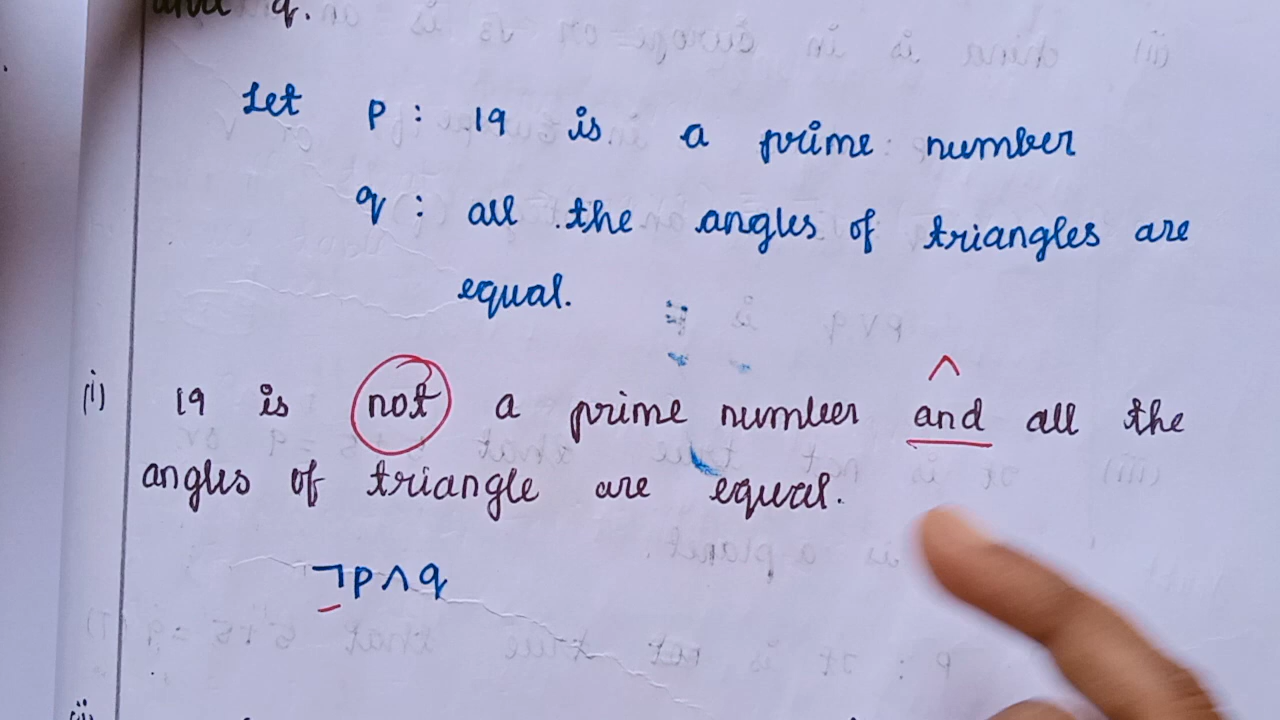 q.
Let p : 19 is a prime number
q : all the angles of triangles are
equal.
(i) 19 is not a prime number and all the
^
angles of triangle are equal.
¬p∧q